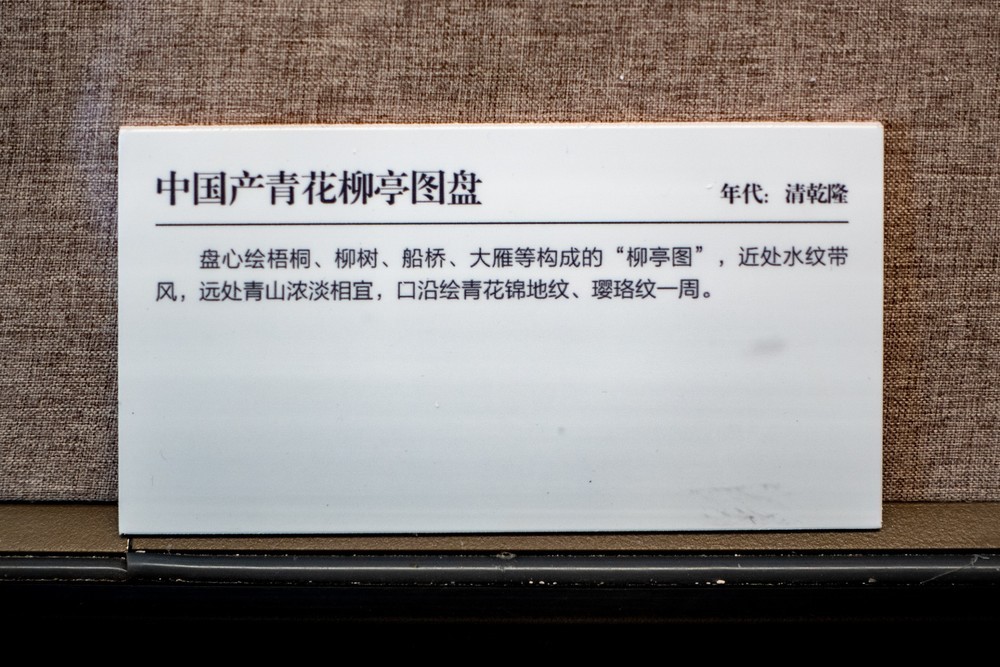 中国产青花柳亭图盘 年代：清乾隆
盘心绘梧桐、柳树、船桥、大雁等构成的“柳亭图”，近处水纹带
风，远处青山浓淡相宜，口沿绘青花锦地纹、璎珞纹一周。